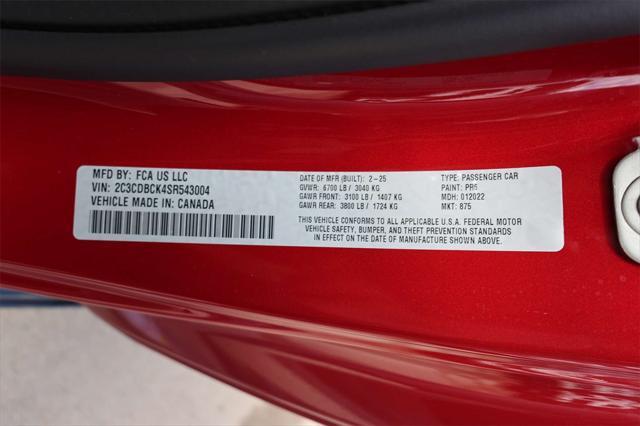 MFD BY: FCA US LLC
VIN: 2C3CDBCK4SR543004
VEHICLE MADE IN: CANADA
DATE OF MFR (BUILT): 2-25
GVWR: 6700 LB / 3040 KG
GAWR FRONT: 3100 LB / 1407 KG
GAWR REAR: 3800 LB / 1724 KG
TYPE: PASSENGER CAR
PAINT: PR6
MDH: 012022
MKT: 875
THIS VEHICLE CONFORMS TO ALL APPLICABLE U.S.A. FEDERAL MOTOR
VEHICLE SAFETY, BUMPER, AND THEFT PREVENTION STANDARDS
IN EFFECT ON THE DATE OF MANUFACTURE SHOWN ABOVE.